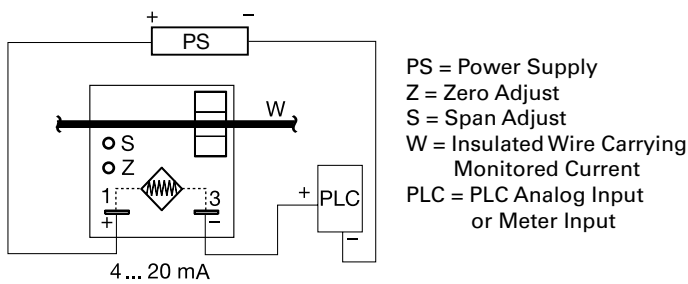 + −
PS
W
S
Z
1 3
+ −
4 ... 20 mA
+ PLC
−
PS = Power Supply
Z = Zero Adjust
S = Span Adjust
W = Insulated Wire Carrying
Monitored Current
PLC = PLC Analog Input
or Meter Input